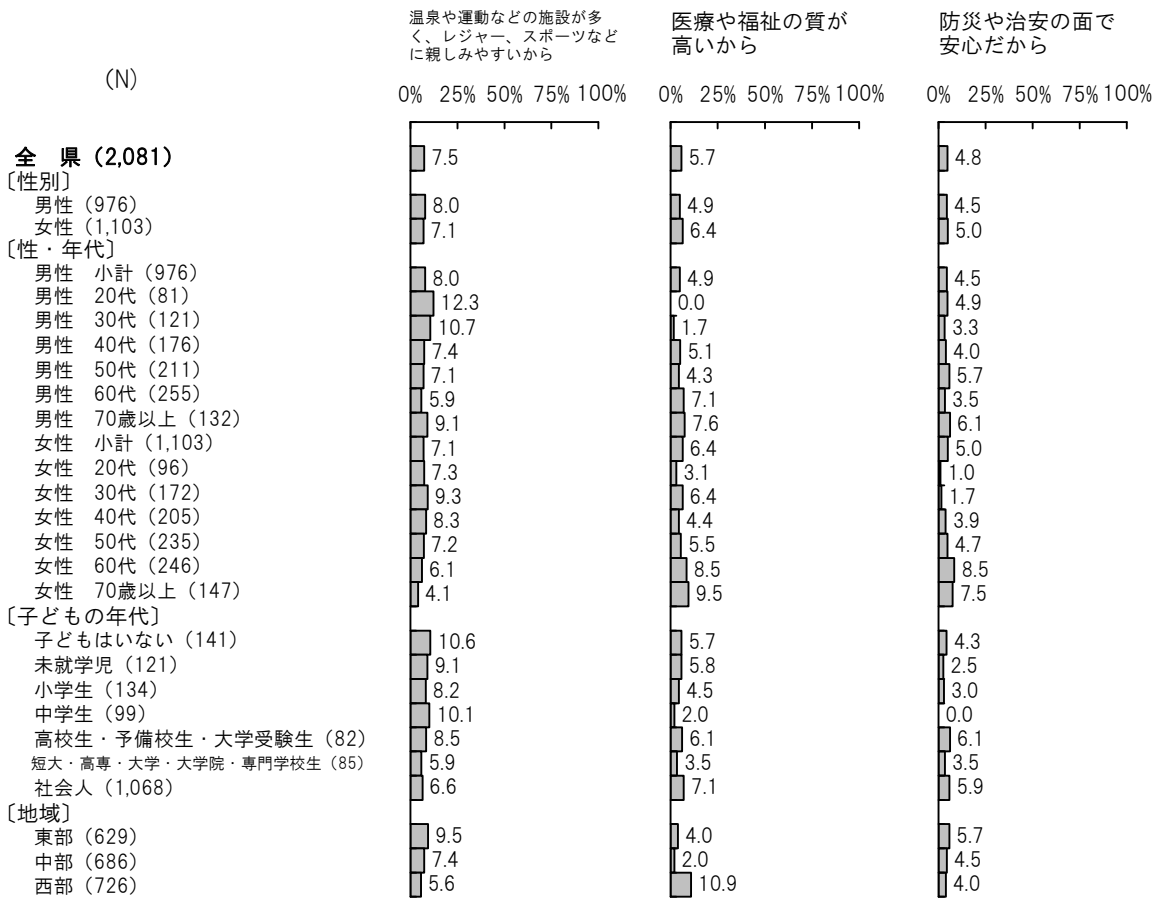 温泉や運動などの施設が多
く、レジャー、スポーツなど
に親しみやすいから
医療や福祉の質が
高いから
防災や治安の面で
安心だから
(N)
0% 25% 50% 75% 100% 0% 25% 50% 75% 100% 0% 25% 50% 75% 100%
全 県(2,081) 7.5 5.7 4.8
〔性別〕
男性(976) 8.0 4.9 4.5
女性(1,103) 7.1 6.4 5.0
〔性・年代〕
男性 小計(976) 8.0 4.9 4.5
男性 20代(81) 12.3 0.0 4.9
男性 30代(121) 10.7 1.7 3.3
男性 40代(176) 7.4 5.1 4.0
男性 50代(211) 7.1 4.3 5.7
男性 60代(255) 5.9 7.1 3.5
男性 70歳以上(132) 9.1 7.6 6.1
女性 小計(1,103) 7.1 6.4 5.0
女性 20代(96) 7.3 3.1 1.0
女性 30代(172) 9.3 6.4 1.7
女性 40代(205) 8.3 4.4 3.9
女性 50代(235) 7.2 5.5 4.7
女性 60代(246) 6.1 8.5 8.5
女性 70歳以上(147) 4.1 9.5 7.5
〔子どもの年代〕
子どもはいない(141) 10.6 5.7 4.3
未就学児(121) 9.1 5.8 2.5
小学生(134) 8.2 4.5 3.0
中学生(99) 10.1 2.0 0.0
高校生・予備校生・大学受験生(82) 8.5 6.1 6.1
短大・高専・大学・大学院・専門学校生(85) 5.9 3.5 3.5
社会人(1,068) 6.6 7.1 5.9
〔地域〕
東部(629) 9.5 4.0 5.7
中部(686) 7.4 2.0 4.5
西部(726) 5.6 10.9 4.0